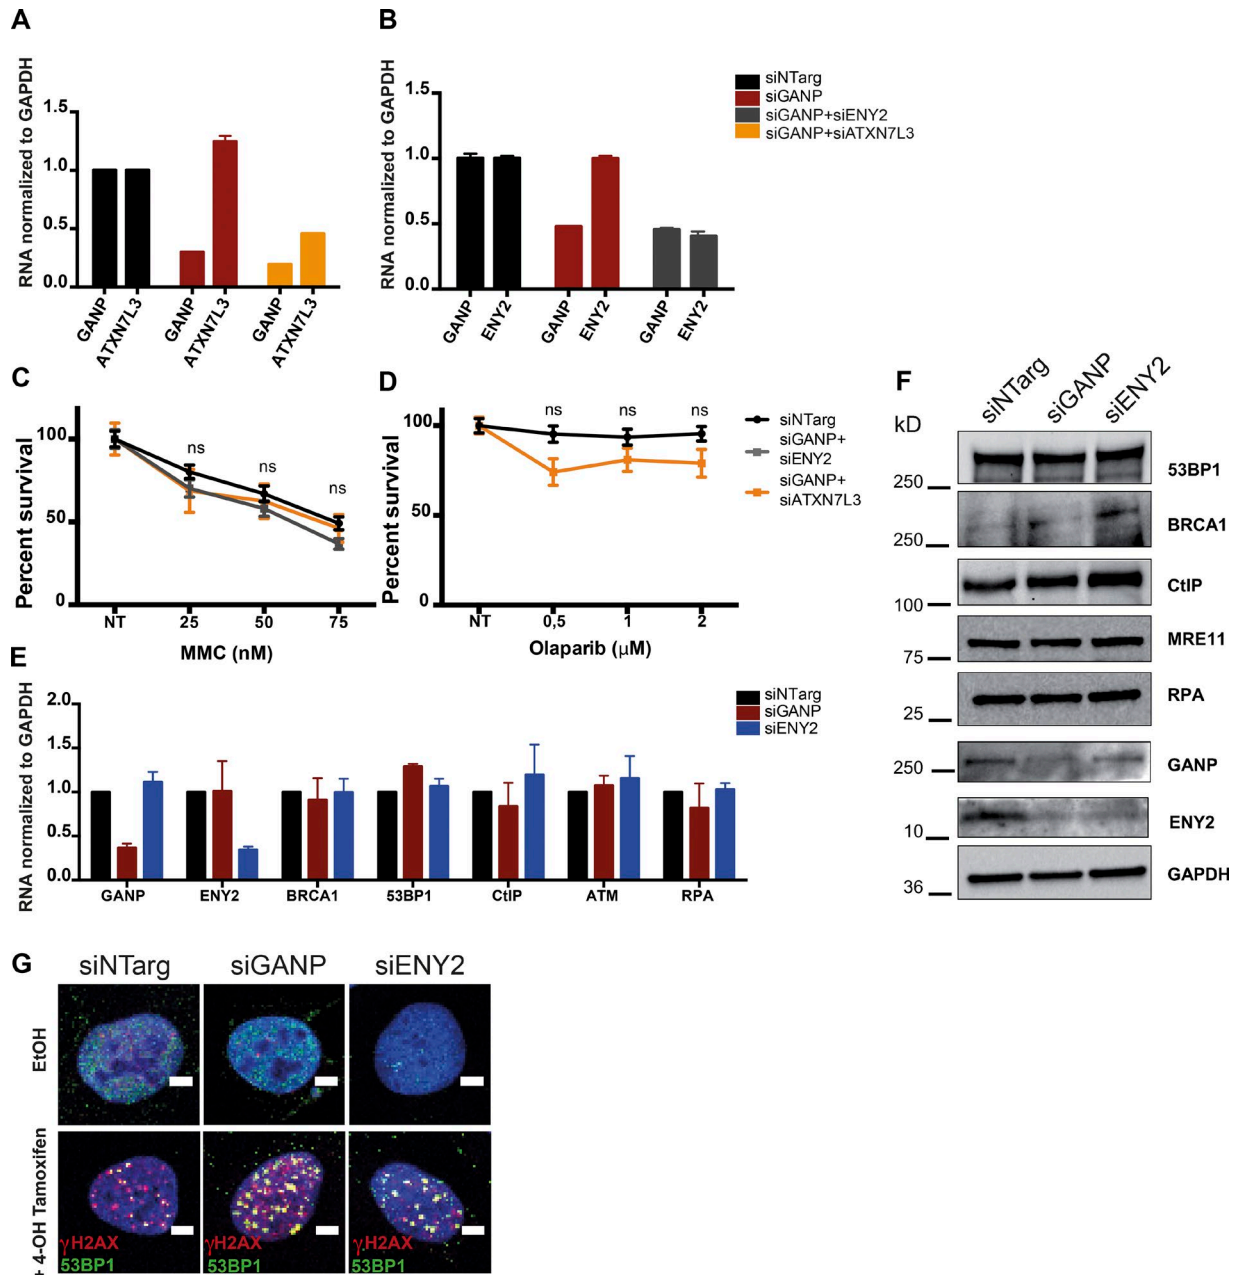 A
RNA normalized to GAPDH
1.5
1.0
0.5
0.0
GANP
ATXN7L3
GANP
ATXN7L3
GANP
ATXN7L3
B
RNA normalized to GAPDH
1.5
1.0
0.5
0.0
GANP
ENY2
GANP
ENY2
GANP
ENY2
siNTarg
siGANP
siGANP+siENY2
siGANP+siATXN7L3
C
Percent survival
100
50
0
ns
ns
ns
NT
25
50
75
MMC (nM)
D
Percent survival
100
50
0
ns
ns
ns
NT
0,5
1
2
Olaparib (µM)
siNTarg
siGANP+
siENY2
siGANP+
siATXN7L3
E
RNA normalized to GAPDH
2.0
1.5
1.0
0.5
0.0
GANP
ENY2
BRCA1
53BP1
CtIP
ATM
RPA
siNTarg
siGANP
siENY2
F
siNTarg
siGANP
siENY2
kD
250
53BP1
250
BRCA1
100
CtIP
75
MRE11
25
RPA
250
GANP
10
ENY2
36
GAPDH
G
siNTarg
siGANP
siENY2
EtOH
+ 4-OH Tamoxifen
γH2AX
53BP1
γH2AX
53BP1
γH2AX
53BP1